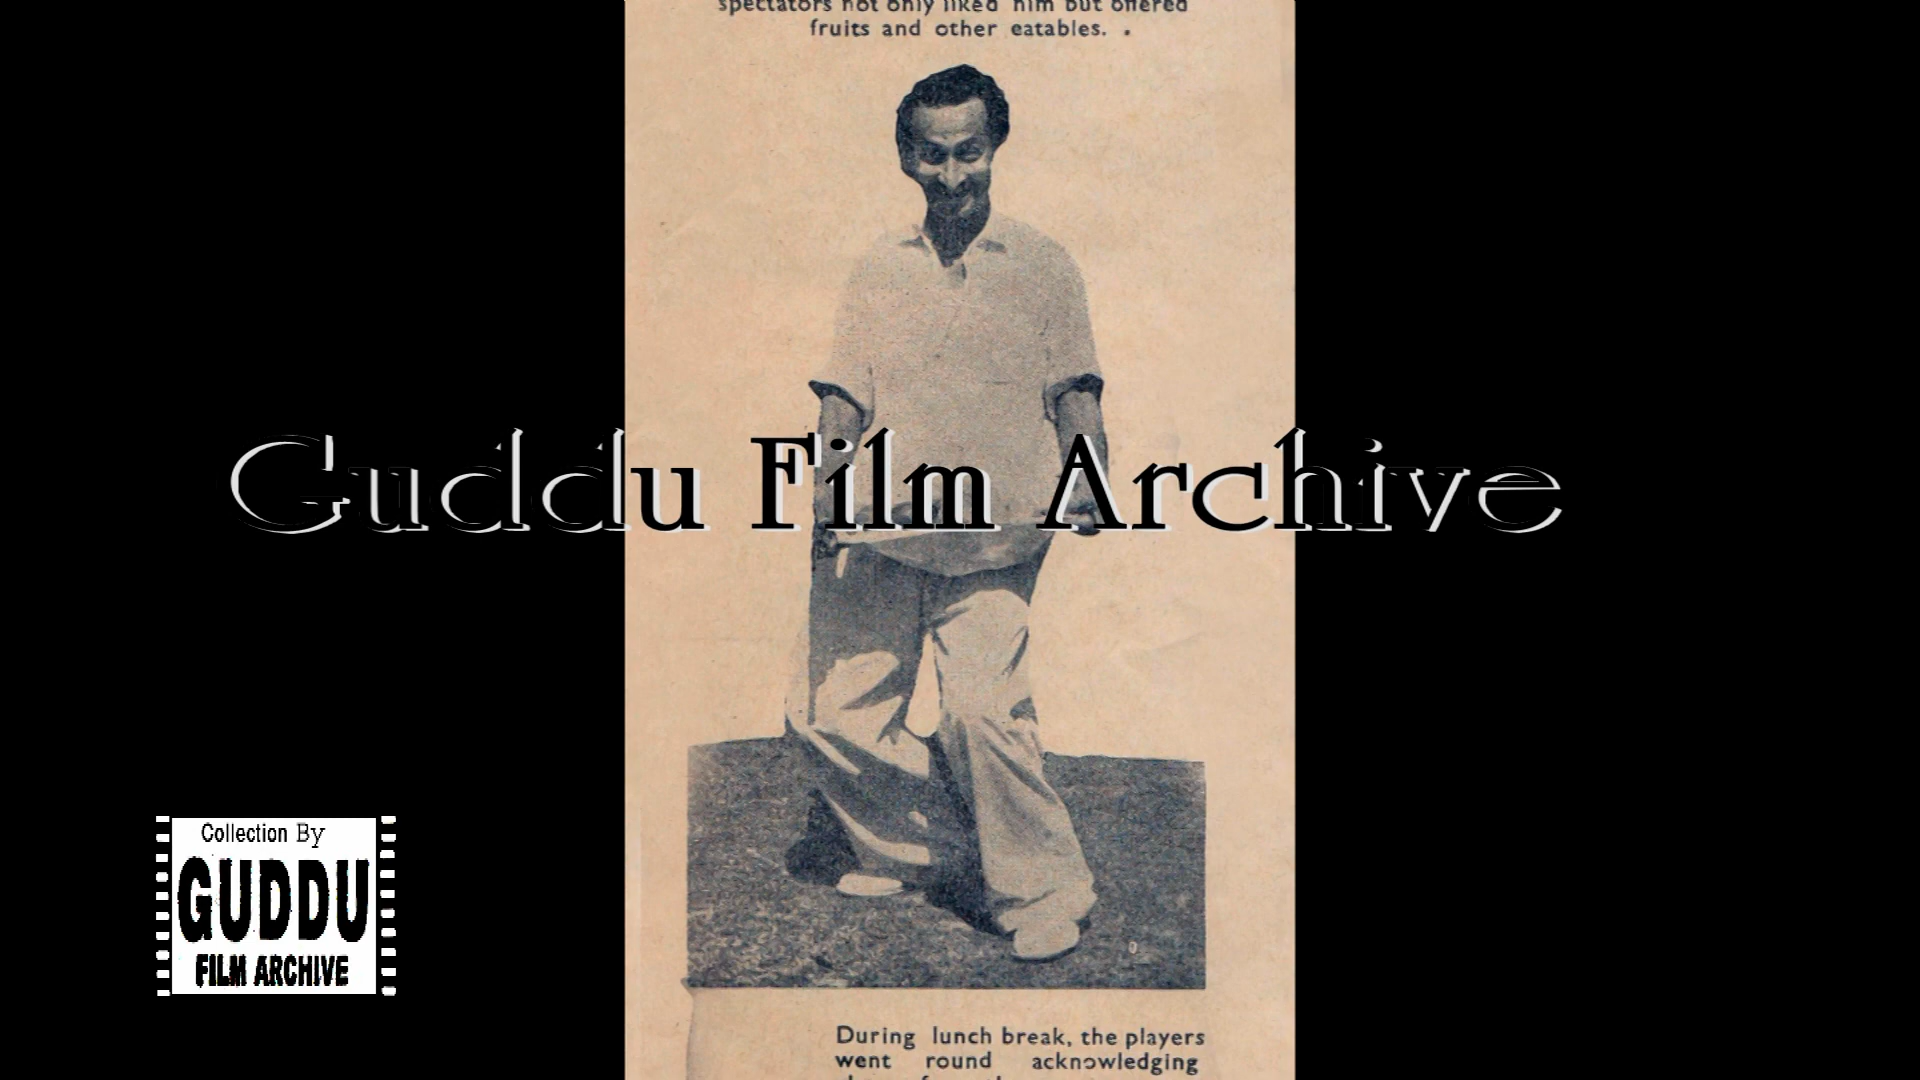 spectators not only liked him but offered
fruits and other eatables.
Guddu Film Archive
Collection By
GUDDU
FILM ARCHIVE
During lunch break, the players
went round acknowledging